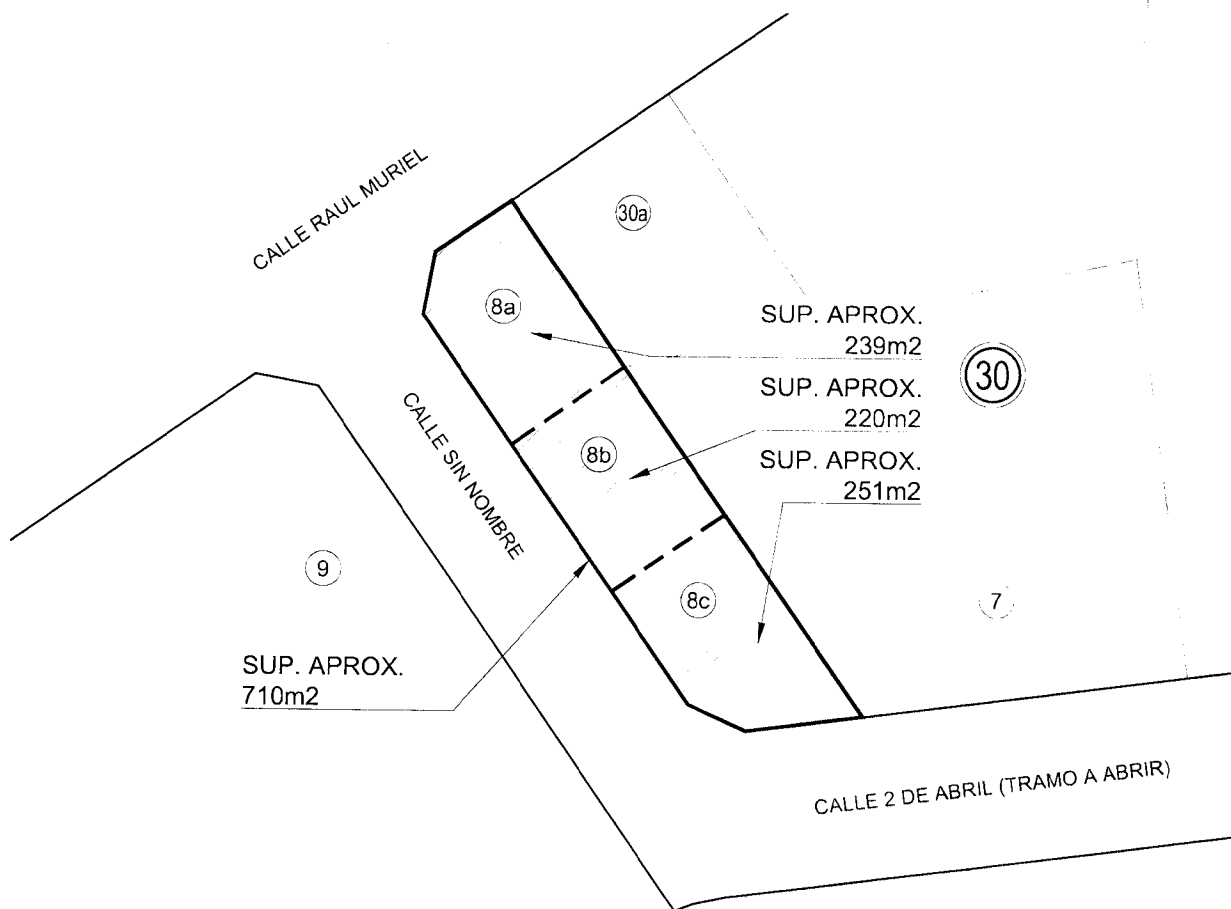 CALLE RAUL MURIEL
30a
8a
SUP. APROX.
239m2
30
SUP. APROX.
220m2
CALLE SIN NOMBRE
8b
SUP. APROX.
251m2
9
8c
7
SUP. APROX.
710m2
CALLE 2 DE ABRIL (TRAMO A ABRIR)